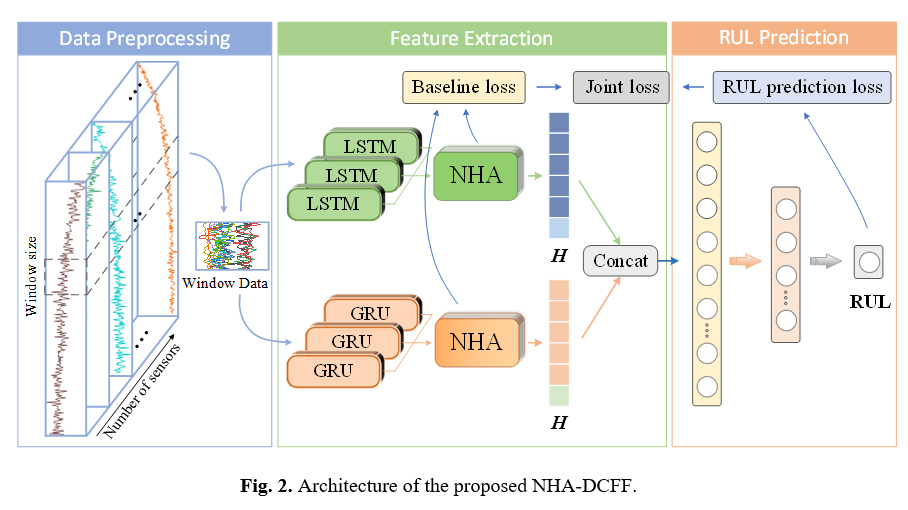 Data Preprocessing
Feature Extraction
RUL Prediction
Baseline loss
Joint loss
RUL prediction loss
LSTM
LSTM
LSTM
NHA
H
Window size
Window Data
Number of sensors
Concat
RUL
GRU
GRU
GRU
NHA
H
Fig. 2. Architecture of the proposed NHA-DCFF.